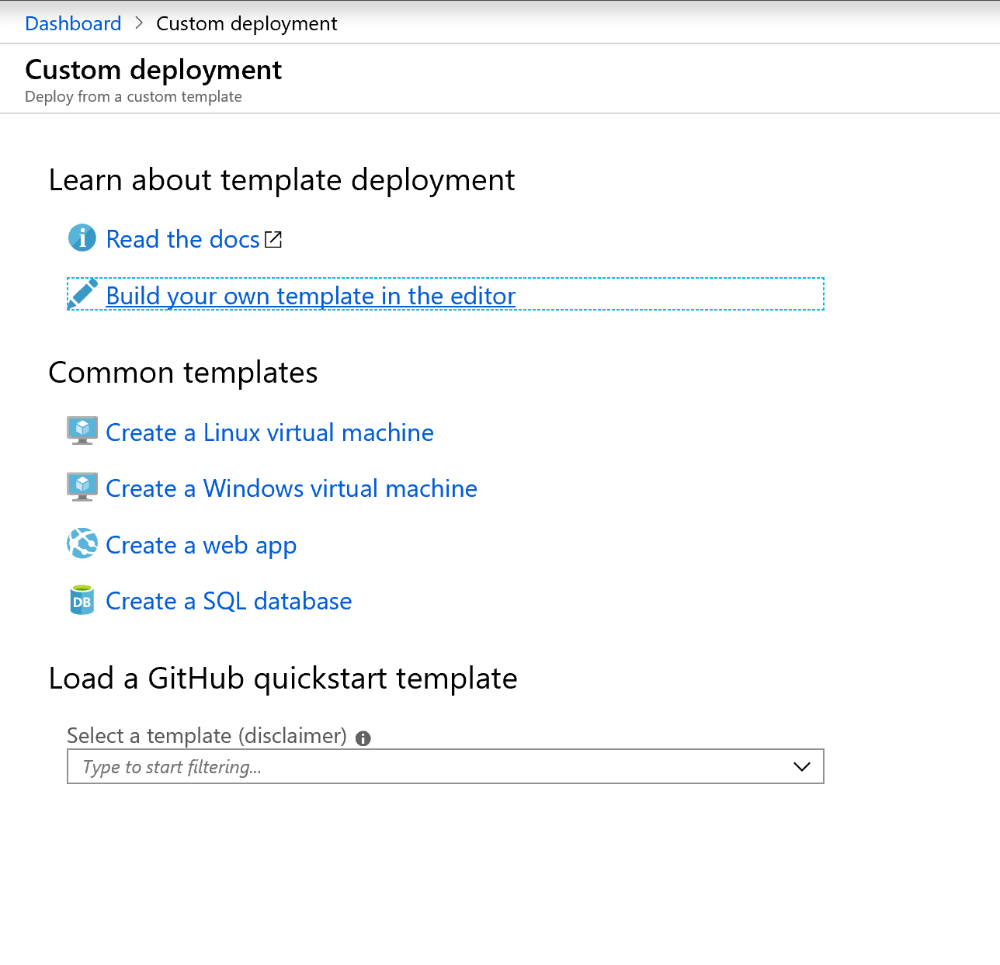 Dashboard > Custom deployment
Custom deployment
Deploy from a custom template
Learn about template deployment
Read the docs
Build your own template in the editor
Common templates
Create a Linux virtual machine
Create a Windows virtual machine
Create a web app
DB Create a SQL database
Load a GitHub quickstart template
Select a template (disclaimer)
Type to start filtering...